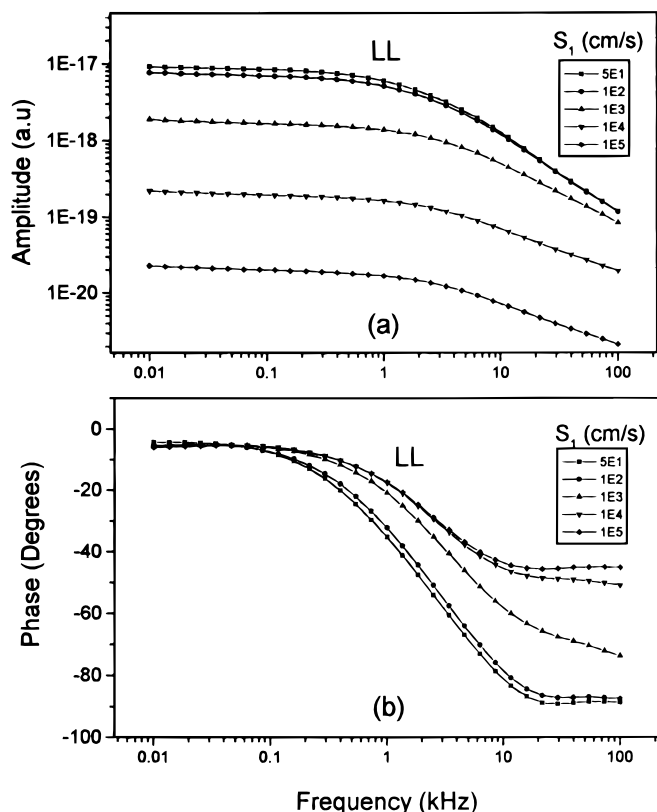 LL
S₁ (cm/s)
5E1
1E2
1E3
1E4
1E5
1E-17
1E-18
1E-19
1E-20
Amplitude (a.u)
(a)
0.01 0.1 1 10 100
LL
S₁ (cm/s)
5E1
1E2
1E3
1E4
1E5
0
-20
-40
-60
-80
-100
Phase (Degrees)
(b)
0.01 0.1 1 10 100
Frequency (kHz)